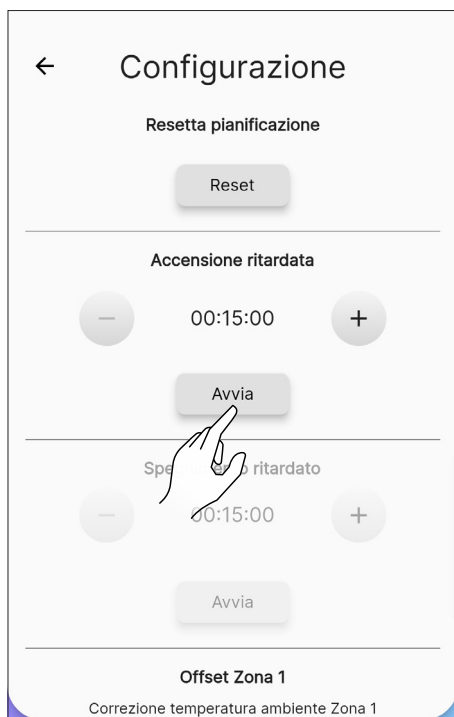 Configurazione
Resetta pianificazione
Reset
Accensione ritardata
00:15:00
Avvia
ritardato
00:15:00
Avvia
Offset Zona 1
Correzione temperatura ambiente Zona 1